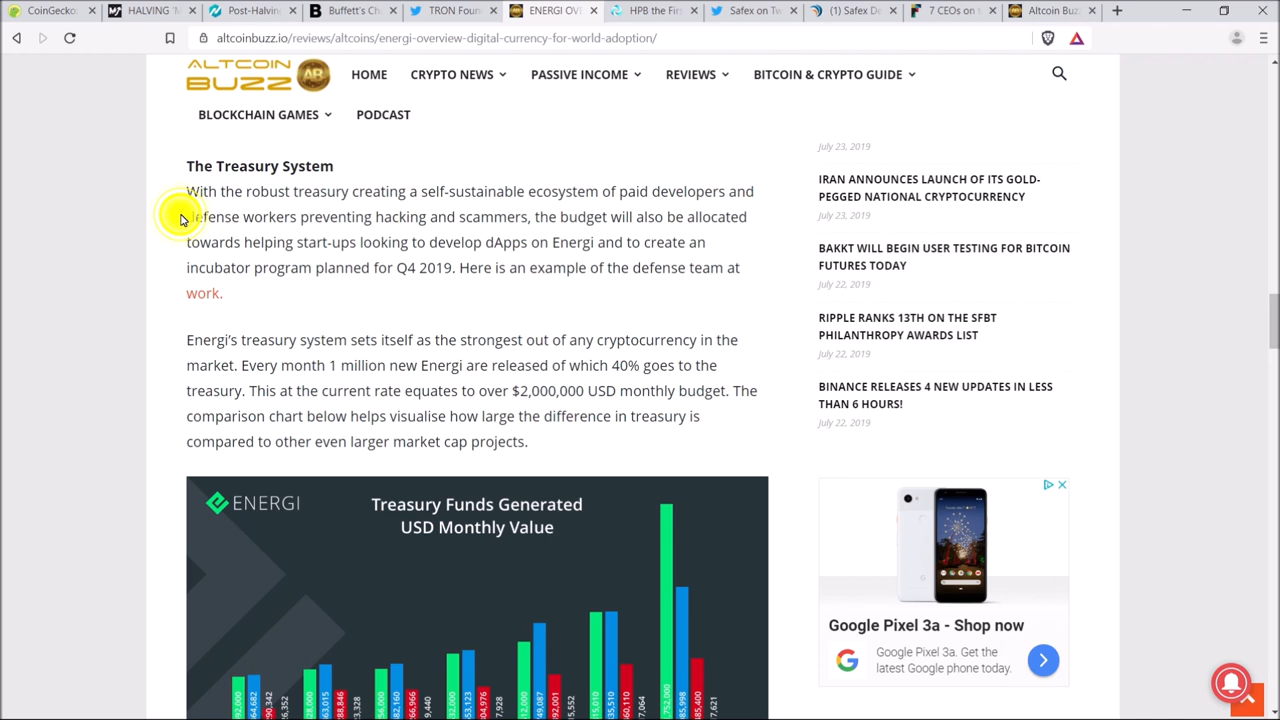 CoinGecko
HALVING 'M
Post-Halvin
Buffett's Ch
TRON Foun
ENERGI OVE
HPB the Firs
Safex on Tw
(1) Safex De
7 CEOs on t
Altcoin Buz
altcoinbuzz.io/reviews/altcoins/energi-overview-digital-currency-for-world-adoption/
ALTCOIN
BUZZ
AB
HOME
CRYPTO NEWS
PASSIVE INCOME
REVIEWS
BITCOIN & CRYPTO GUIDE
BLOCKCHAIN GAMES
PODCAST
The Treasury System
With the robust treasury creating a self-sustainable ecosystem of paid developers and
defense workers preventing hacking and scammers, the budget will also be allocated
towards helping start-ups looking to develop dApps on Energi and to create an
incubator program planned for Q4 2019. Here is an example of the defense team at
work.
Energi's treasury system sets itself as the strongest out of any cryptocurrency in the
market. Every month 1 million new Energi are released of which 40% goes to the
treasury. This at the current rate equates to over $2,000,000 USD monthly budget. The
comparison chart below helps visualise how large the difference in treasury is
compared to other even larger market cap projects.
ENERGI
Treasury Funds Generated
USD Monthly Value
July 23, 2019
IRAN ANNOUNCES LAUNCH OF ITS GOLD-
PEGGED NATIONAL CRYPTOCURRENCY
July 23, 2019
BAKKT WILL BEGIN USER TESTING FOR BITCOIN
FUTURES TODAY
July 22, 2019
RIPPLE RANKS 13TH ON THE SFBT
PHILANTHROPY AWARDS LIST
July 22, 2019
BINANCE RELEASES 4 NEW UPDATES IN LESS
THAN 6 HOURS!
July 22, 2019
Google Pixel 3a - Shop now
Google Pixel 3a. Get the
latest Google phone today.